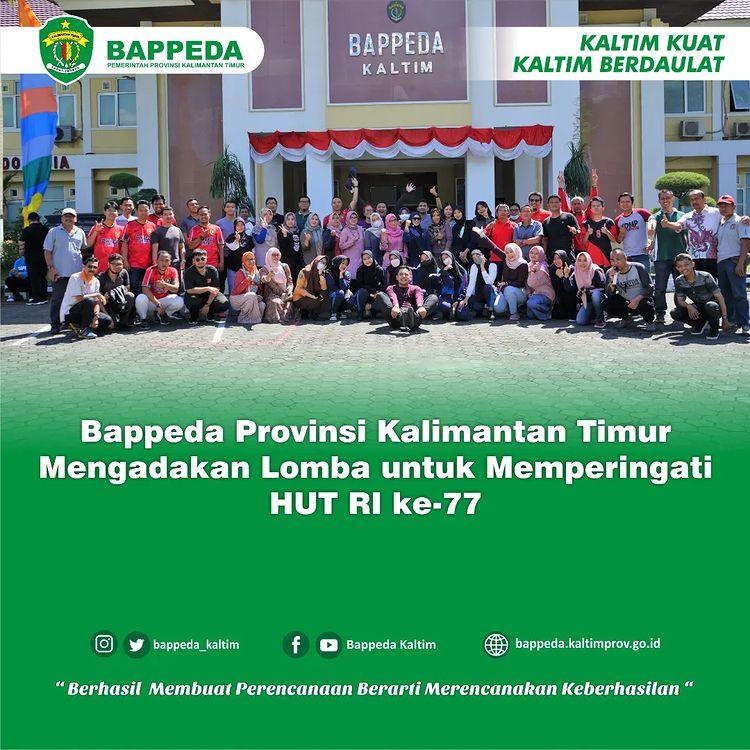 BAPPEDA
PEMERINTAH PROVINSI KALIMANTAN TIMUR
KALTIM KUAT
KALTIM BERDAULAT
BAPPEDA
KALTIM
Bappeda Provinsi Kalimantan Timur
Mengadakan Lomba untuk Memperingati
HUT RI ke-77
bappeda_kaltim
Bappeda Kaltim
bappeda.kaltimprov.go.id
“ Berhasil Membuat Perencanaan Berarti Merencanakan Keberhasilan “